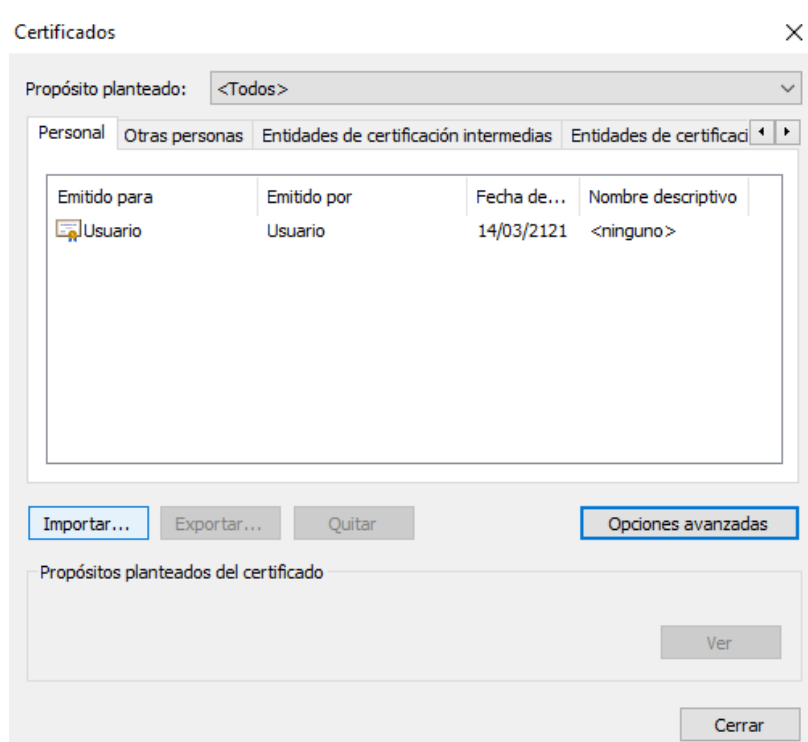 Certificados
Propósito planteado: <Todos>
Personal Otras personas Entidades de certificación intermedias Entidades de certificaci
Emitido para Emitido por Fecha de... Nombre descriptivo
Usuario Usuario 14/03/2121 <ninguno>
Importar... Exportar... Quitar Opciones avanzadas
Propósitos planteados del certificado
Ver
Cerrar